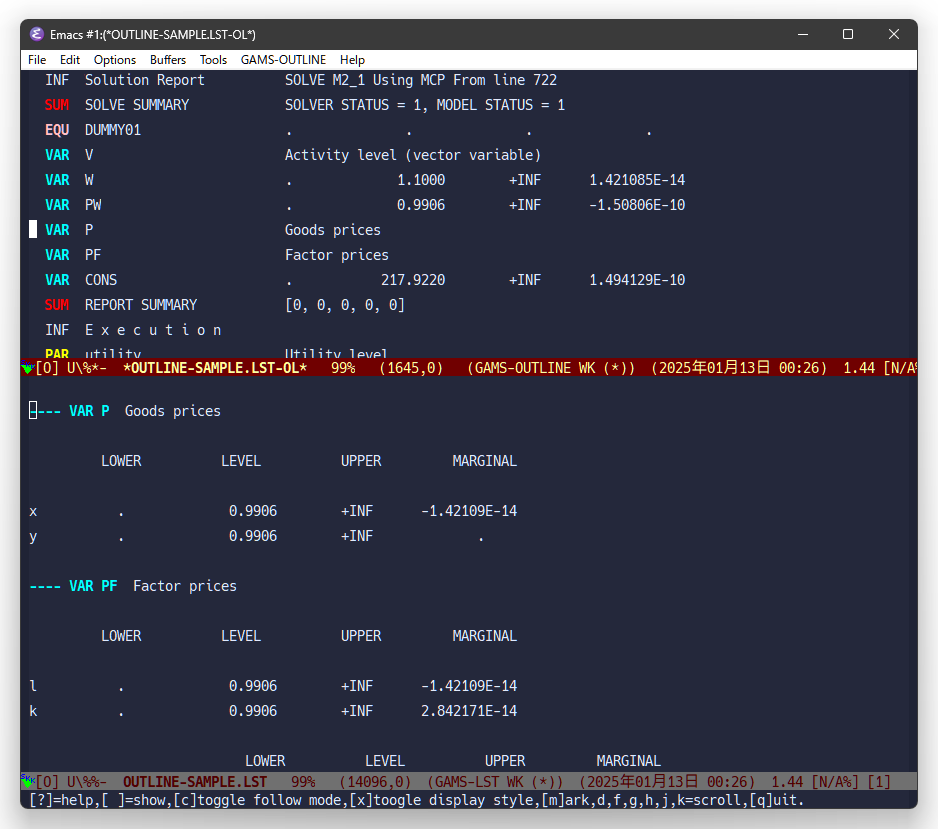 Emacs #1:(*OUTLINE-SAMPLE.LST-OL*)
File Edit Options Buffers Tools GAMS-OUTLINE Help
INF Solution Report SOLVE M2_1 Using MCP From line 722
SUM SOLVE SUMMARY SOLVER STATUS = 1, MODEL STATUS = 1
EQU DUMMY01 . . . .
VAR V Activity level (vector variable)
VAR W . 1.1000 +INF 1.421085E-14
VAR PW . 0.9906 +INF -1.50806E-10
VAR P Goods prices
VAR PF Factor prices
VAR CONS . 217.9220 +INF 1.494129E-10
SUM REPORT SUMMARY [0, 0, 0, 0, 0]
INF E x e c u t i o n
PAR utility Utility level
[O] U\%*- *OUTLINE-SAMPLE.LST-OL* 99% (1645,0) (GAMS-OUTLINE WK (*)) (2025年01月13日 00:26) 1.44 [N/A%
---- VAR P Goods prices
LOWER LEVEL UPPER MARGINAL
x . 0.9906 +INF -1.42109E-14
y . 0.9906 +INF .
---- VAR PF Factor prices
LOWER LEVEL UPPER MARGINAL
l . 0.9906 +INF -1.42109E-14
k . 0.9906 +INF 2.842171E-14
LOWER LEVEL UPPER MARGINAL
[O] U\%%- OUTLINE-SAMPLE.LST 99% (14096,0) (GAMS-LST WK (*)) (2025年01月13日 00:26) 1.44 [N/A%] [1]
[?]=help,[ ]=show,[c]toggle follow mode,[x]toogle display style,[m]ark,d,f,g,h,j,k=scroll,[q]uit.